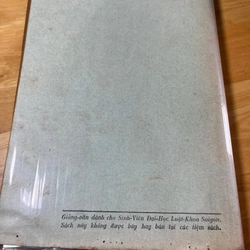 Giảng-văn dành cho Sinh-Viên Đại-Học Luật-Khoa Saigon.
Sách này không được bày hay bán tại các tiệm sách.